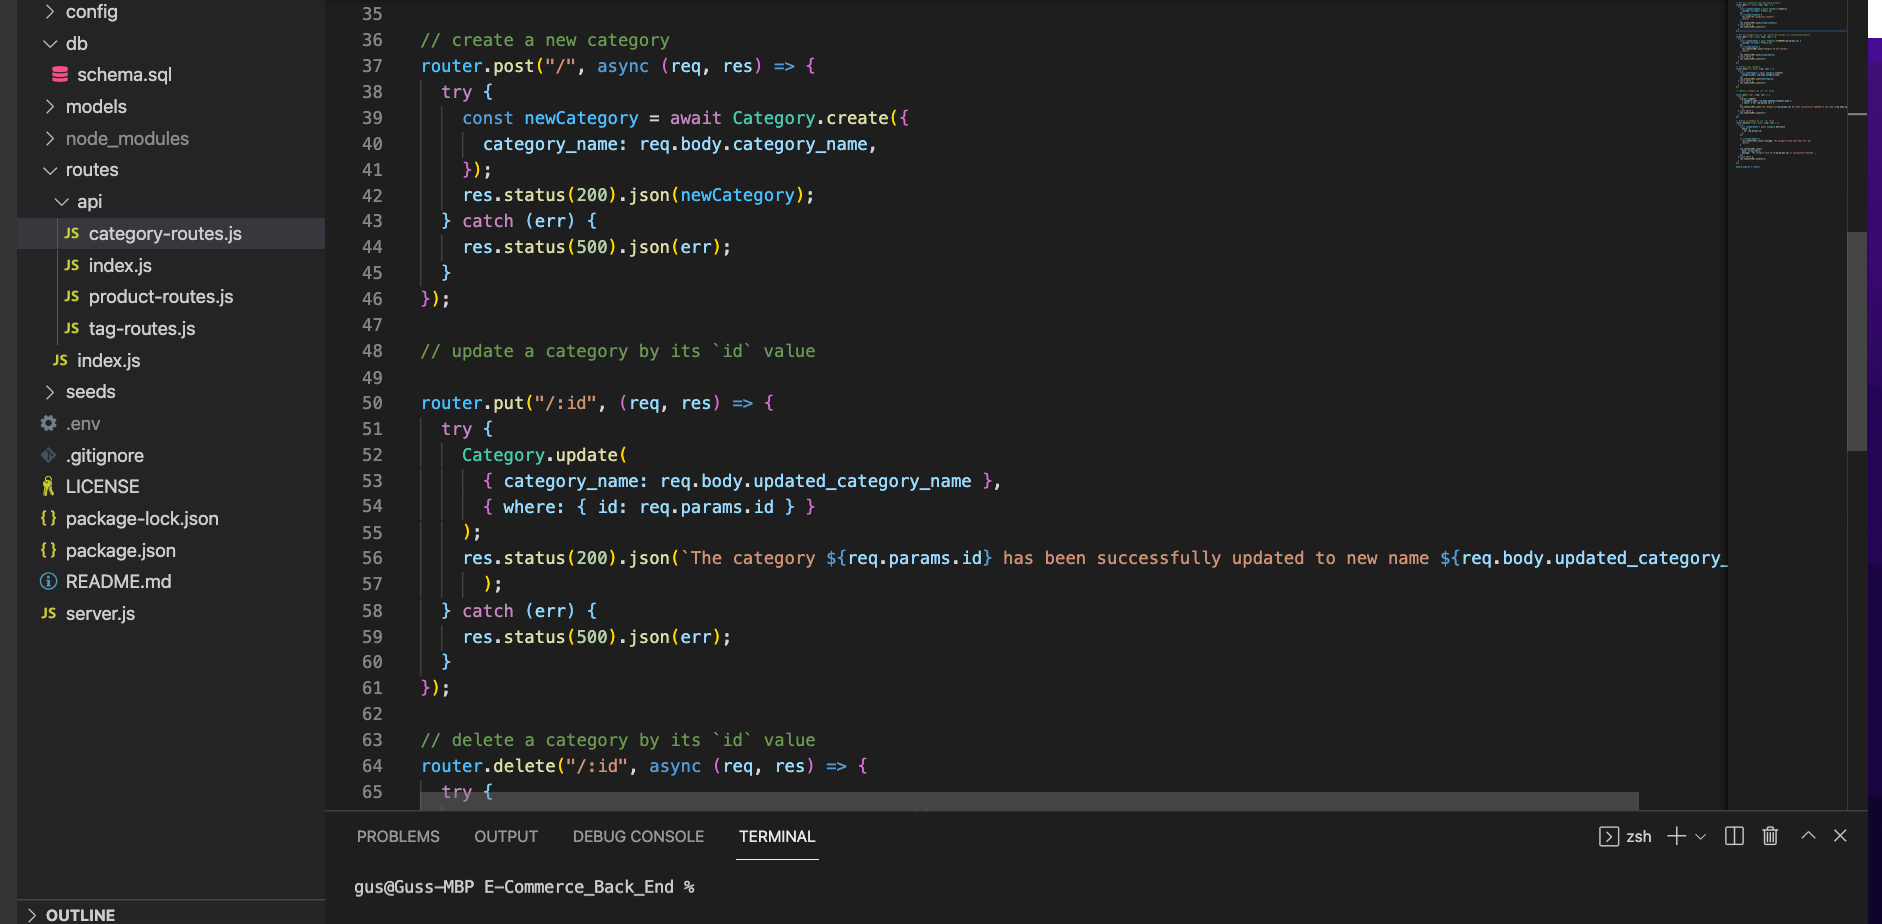 config
db
schema.sql
models
node_modules
routes
api
JS category-routes.js
JS index.js
JS product-routes.js
JS tag-routes.js
JS index.js
seeds
.env
.gitignore
LICENSE
{} package-lock.json
{} package.json
README.md
JS server.js
OUTLINE
35
36 // create a new category
37 router.post("/", async (req, res) => {
38 try {
39 const newCategory = await Category.create({
40 category_name: req.body.category_name,
41 });
42 res.status(200).json(newCategory);
43 } catch (err) {
44 res.status(500).json(err);
45 }
46 });
47
48 // update a category by its `id` value
49
50 router.put("/:id", (req, res) => {
51 try {
52 Category.update(
53 { category_name: req.body.updated_category_name },
54 { where: { id: req.params.id } }
55 );
56 res.status(200).json(`The category ${req.params.id} has been successfully updated to new name ${req.body.updated_category_
57 );
58 } catch (err) {
59 res.status(500).json(err);
60 }
61 });
62
63 // delete a category by its `id` value
64 router.delete("/:id", async (req, res) => {
65 try {
PROBLEMS OUTPUT DEBUG CONSOLE TERMINAL zsh
gus@Guss-MBP E-Commerce_Back_End %